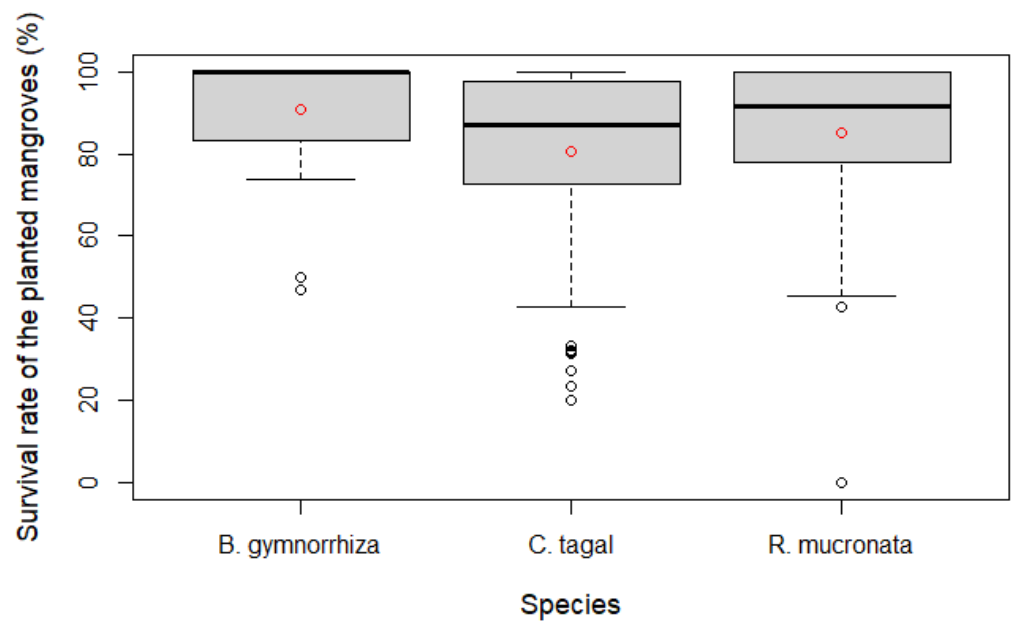 Survival rate of the planted mangroves (%)
100
80
60
40
20
0
B. gymnorrhiza
C. tagal
R. mucronata
Species